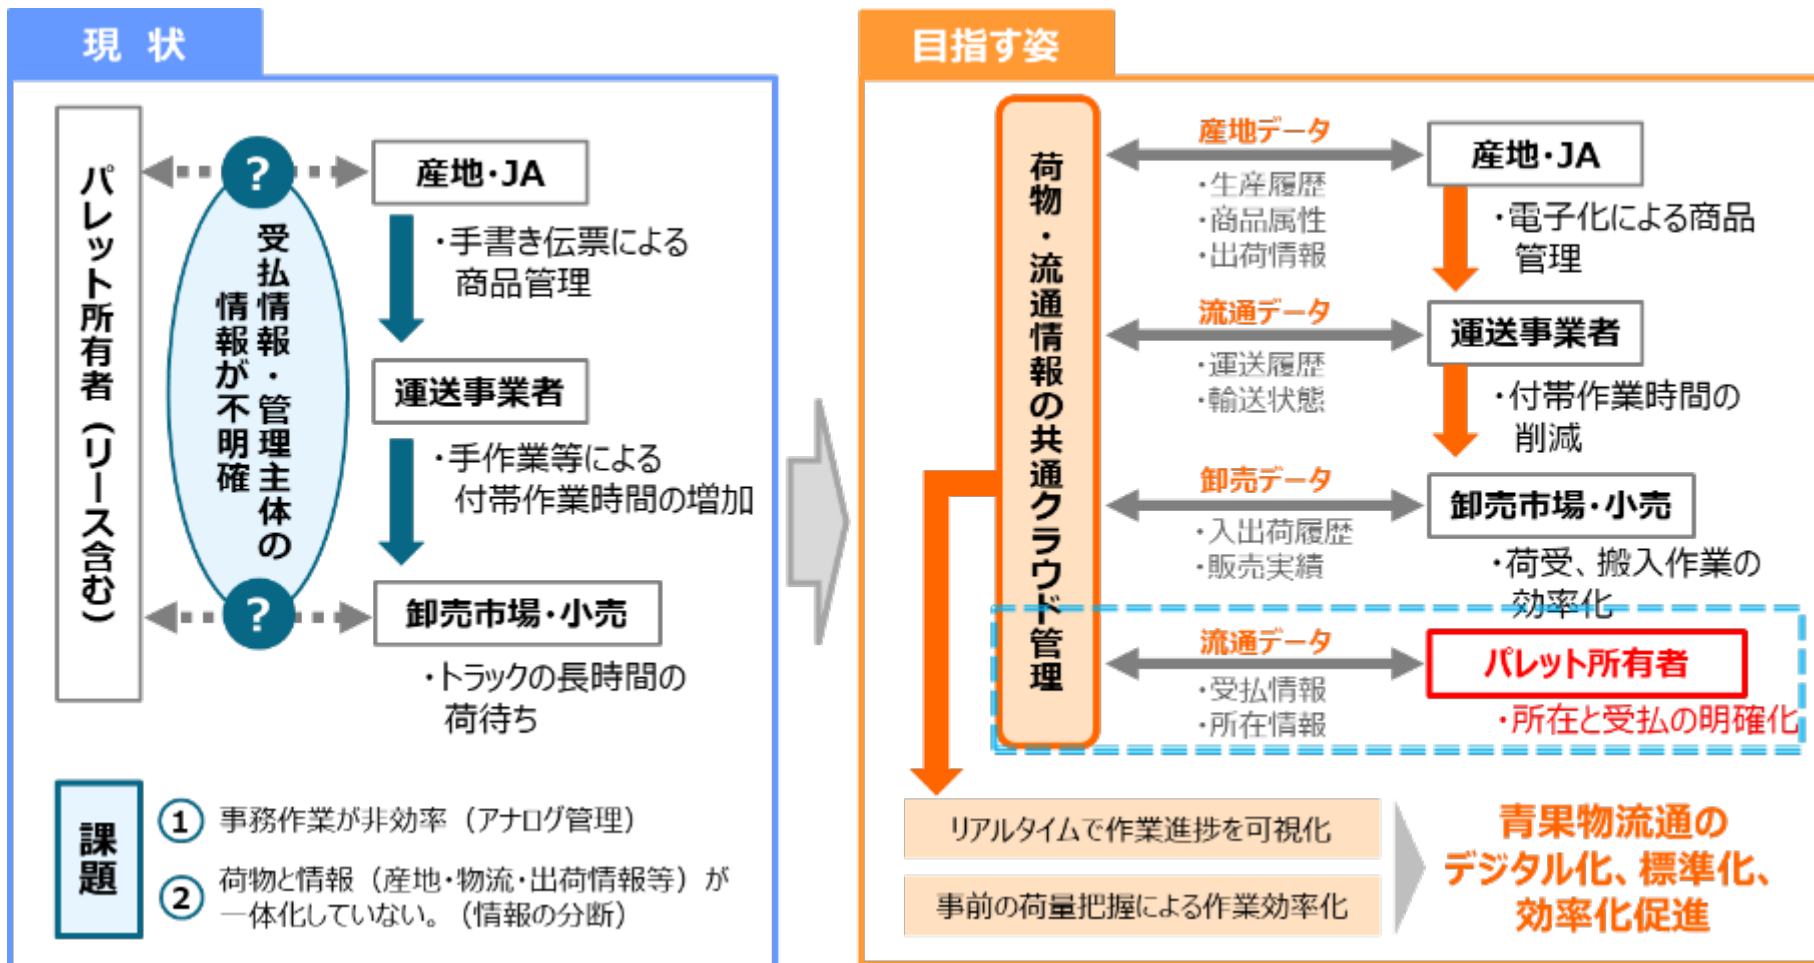 現 状
パレット所有者（リース含む）
?
受払情報・管理主体の
情報が不明確
?
産地・JA
・手書き伝票による
商品管理
運送事業者
・手作業等による
付帯作業時間の増加
卸売市場・小売
・トラックの長時間の
荷待ち
課題
① 事務作業が非効率（アナログ管理）
② 荷物と情報（産地・物流・出荷情報等）が
一体化していない。（情報の分断）
目指す姿
荷物・流通情報の共通クラウド管理
産地データ
・生産履歴
・商品属性
・出荷情報
産地・JA
・電子化による商品
管理
流通データ
・運送履歴
・輸送状態
運送事業者
・付帯作業時間の
削減
卸売データ
・入出荷履歴
・販売実績
卸売市場・小売
・荷受、搬入作業の
効率化
流通データ
・受払情報
・所在情報
パレット所有者
・所在と受払の明確化
リアルタイムで作業進捗を可視化
事前の荷量把握による作業効率化
青果物流通の
デジタル化、標準化、
効率化促進